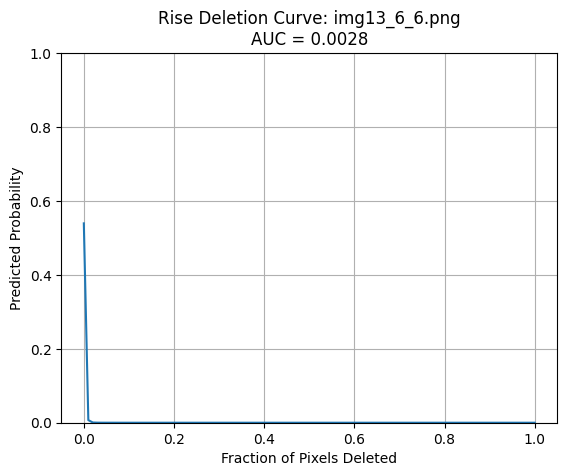 Rise Deletion Curve: img13_6_6.png
AUC = 0.0028
Predicted Probability
1.0
0.8
0.6
0.4
0.2
0.0
0.0 0.2 0.4 0.6 0.8 1.0
Fraction of Pixels Deleted